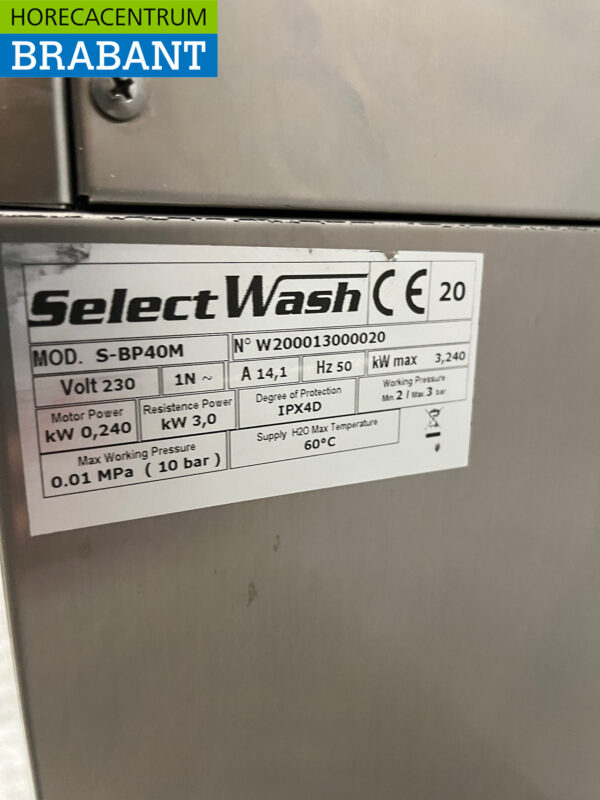 HORECACENTRUM
BRABANT
Select Wash CE 20
MOD. S-BP40M N° W200013000020
Volt 230 1N ~ A 14,1 Hz 50 kW max 3,240
Motor Power kW 0,240 Resistence Power kW 3,0 Degree of Protection IPX4D Working Pressure Min 2 / Max 3 bar
Max Working Pressure 0.01 MPa ( 10 bar ) Supply H2O Max Temperature 60°C